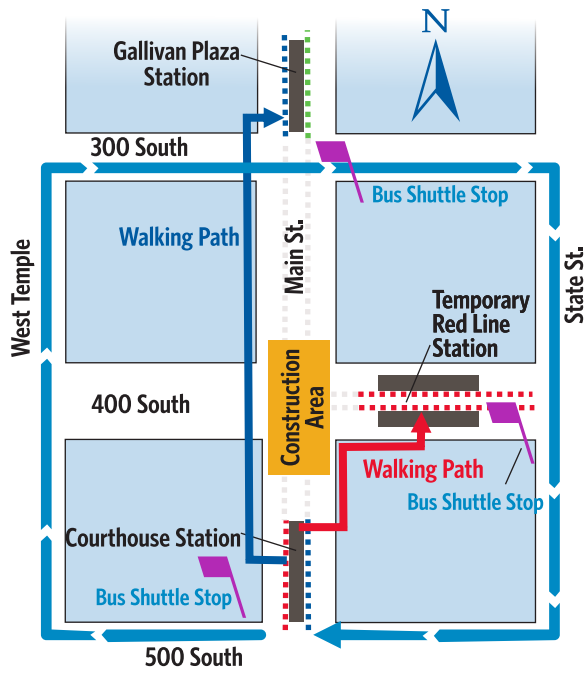 N
Gallivan Plaza
Station
300 South
Bus Shuttle Stop
Walking Path
Main St.
West Temple
State St.
Temporary
Red Line
Station
400 South
Construction
Area
Walking Path
Bus Shuttle Stop
Courthouse Station
Bus Shuttle Stop
500 South